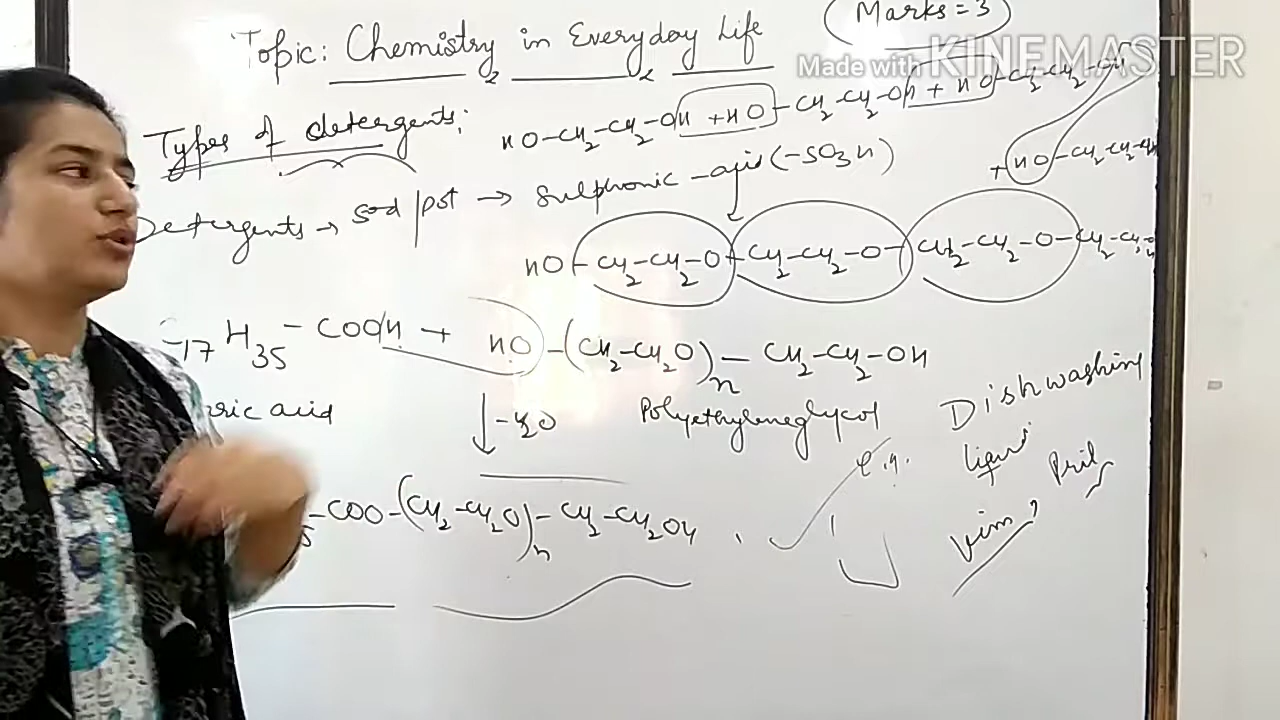 Topic: Chemistry in Everyday Life
Marks = 3
Made with KINEMASTER
Types of detergents:
HO-CH2-CH2-OH + HO-CH2-CH2-OH + HO-CH2-CH2-OH
+ HO-CH2-CH2-OH
Detergents → sod/pot → Sulphonic - acid (-SO3H)
HO-CH2-CH2-O-CH2-CH2-O-CH2-CH2-O-CH2-CH2-OH
C17H35-COOH + HO-(CH2-CH2O)n-CH2-CH2-OH
ric acid
-H2O
Polyethyleneglycol
5-COO-(CH2-CH2O)n-CH2-CH2OH
e.g.
Dishwashing
liquid
Vim, Pril